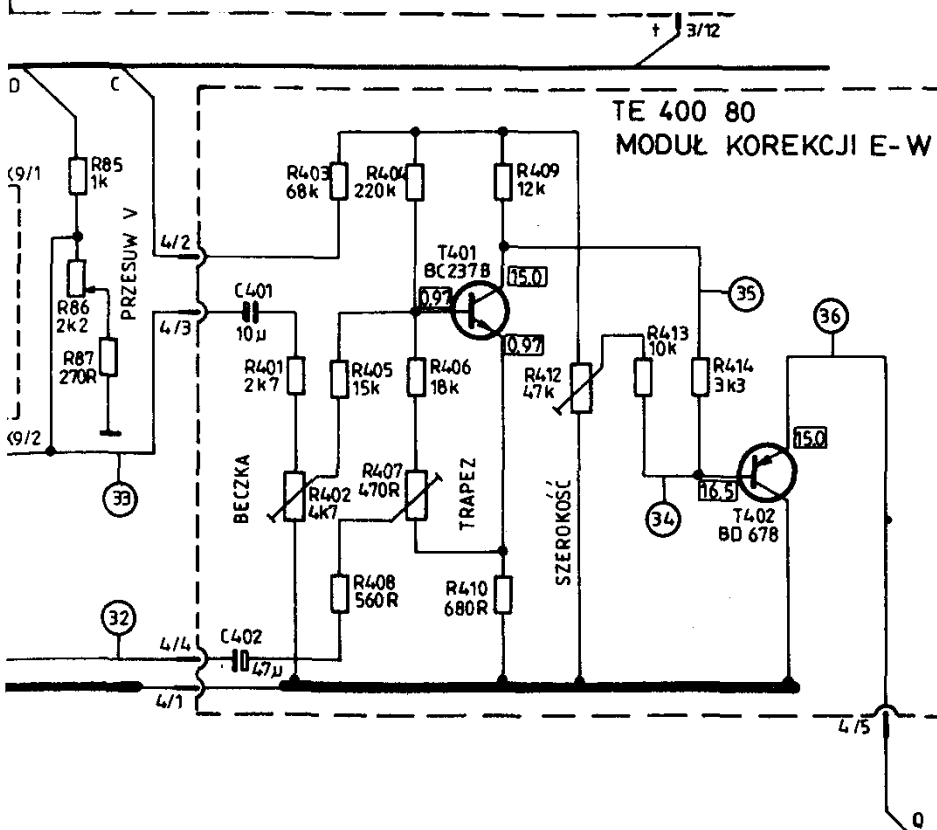 t 3/12
D
C
TE 400 80
MODUŁ KOREKCJI E-W
K9/1
R85
1k
R403
68k
R404
220k
R409
12k
PRZESUW V
4/2
T401
BC237B
15.0
35
R86
2k2
4/3
C401
10µ
0,97
36
R87
270R
R401
2k7
R405
15k
R406
18k
0,97
R412
47k
R413
10k
R414
3k3
K9/2
33
BECZKA
R402
4k7
R407
470R
TRAPEZ
SZEROKOŚĆ
15.0
16,5
34
T402
BD 678
R408
560R
R410
680R
32
4/4
C402
47µ
4/1
4/5
Q